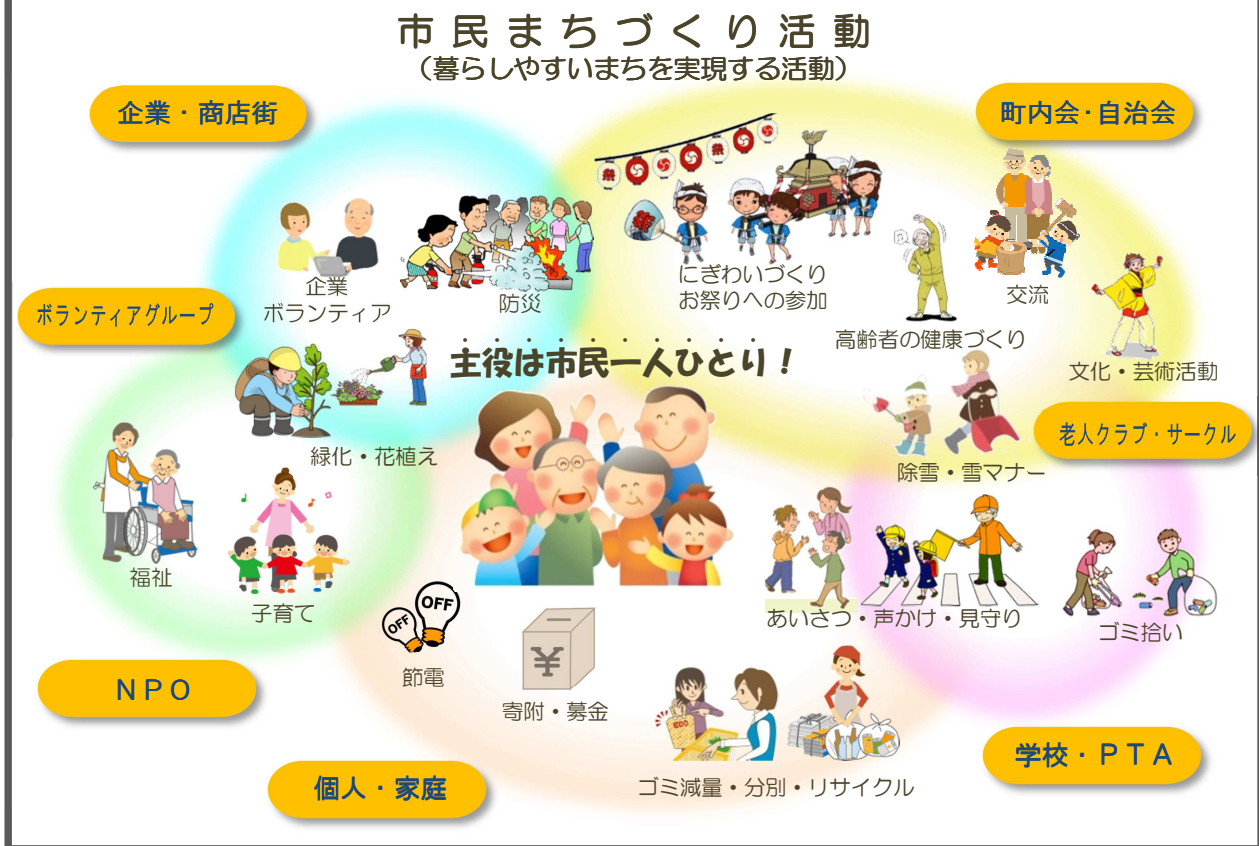 市民まちづくり活動
（暮らしやすいまちを実現する活動）
企業・商店街
町内会・自治会
祭
祭
祭
企業
ボランティア
防災
にぎわいづくり
お祭りへの参加
高齢者の健康づくり
交流
文化・芸術活動
ボランティアグループ
主役は市民一人ひとり！
緑化・花植え
除雪・雪マナー
老人クラブ・サークル
福祉
子育て
OFF
OFF
節電
¥
寄附・募金
あいさつ・声かけ・見守り
ゴミ拾い
NPO
ECO
ゴミ減量・分別・リサイクル
学校・PTA
個人・家庭